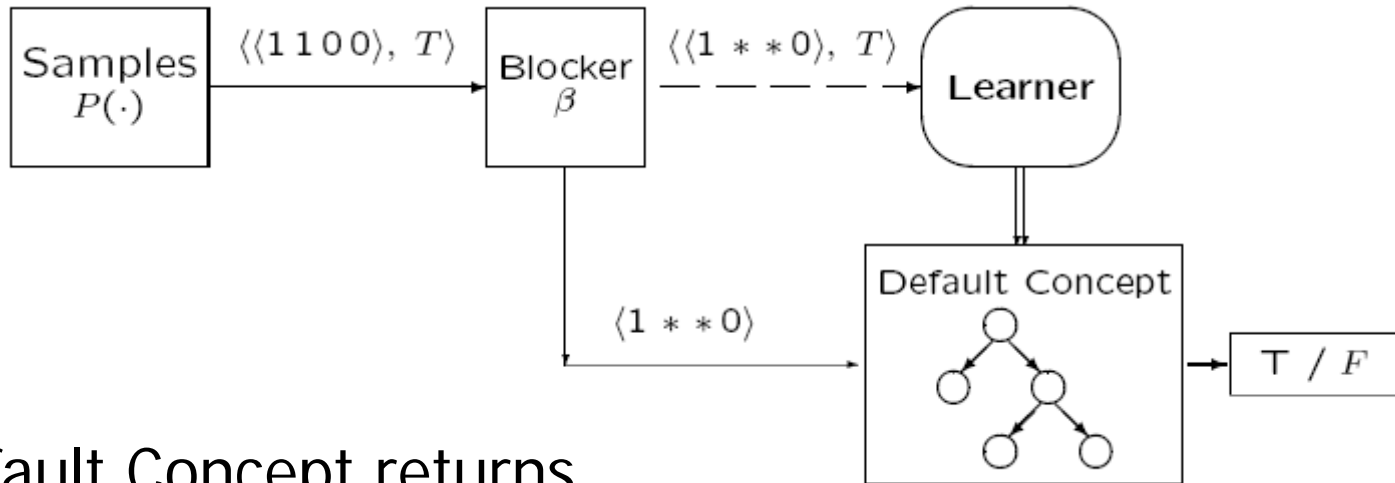 Samples
P(·)
⟨⟨1 1 0 0⟩, T⟩
Blocker
β
⟨⟨1 * * 0⟩, T⟩
Learner
Default Concept
⟨1 * * 0⟩
T / F
Concept returns